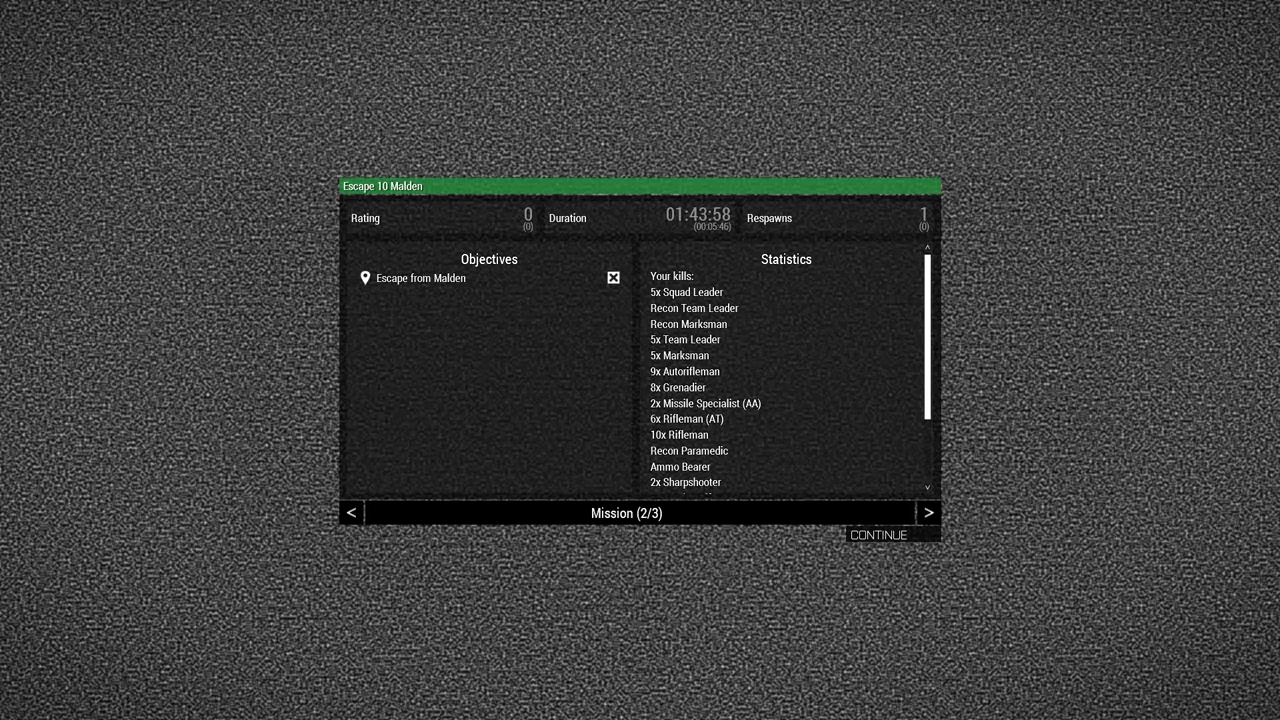 Escape 10 Malden
Rating
0
(0)
Duration
01:43:58
(00:05:46)
Respawns
1
(0)
Objectives
Escape from Malden
Statistics
Your kills:
5x Squad Leader
Recon Team Leader
Recon Marksman
5x Team Leader
5x Marksman
9x Autorifleman
8x Grenadier
2x Missile Specialist (AA)
6x Rifleman (AT)
10x Rifleman
Recon Paramedic
Ammo Bearer
2x Sharpshooter
< Mission (2/3) >
CONTINUE